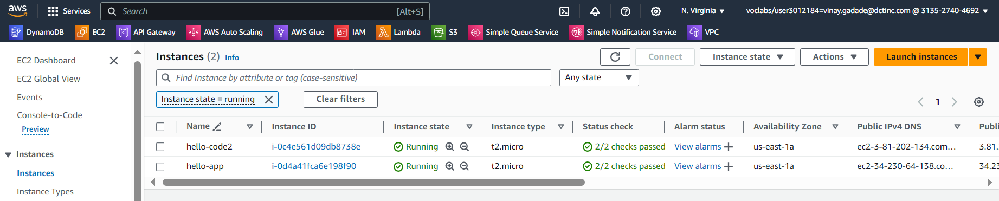 aws Services Search [Alt+S] N. Virginia voclabs/user3012184=vinay.gadade@dctinc.com @ 3135-2740-4692
DynamoDB EC2 API Gateway AWS Auto Scaling AWS Glue IAM Lambda S3 Simple Queue Service Simple Notification Service VPC
EC2 Dashboard
EC2 Global View
Events
Console-to-Code
Preview
Instances
Instances
Instance Types
Instances (2) Info Connect Instance state Actions Launch instances
Find Instance by attribute or tag (case-sensitive) Any state
Instance state = running Clear filters 1
Name Instance ID Instance state Instance type Status check Alarm status Availability Zone Public IPv4 DNS Publ
hello-code2 i-0c4e561d09db8738e Running t2.micro 2/2 checks passed View alarms us-east-1a ec2-3-81-202-134.com... 3.81.
hello-app i-0d4a41fca6e198f90 Running t2.micro 2/2 checks passed View alarms us-east-1a ec2-34-230-64-138.co... 34.23